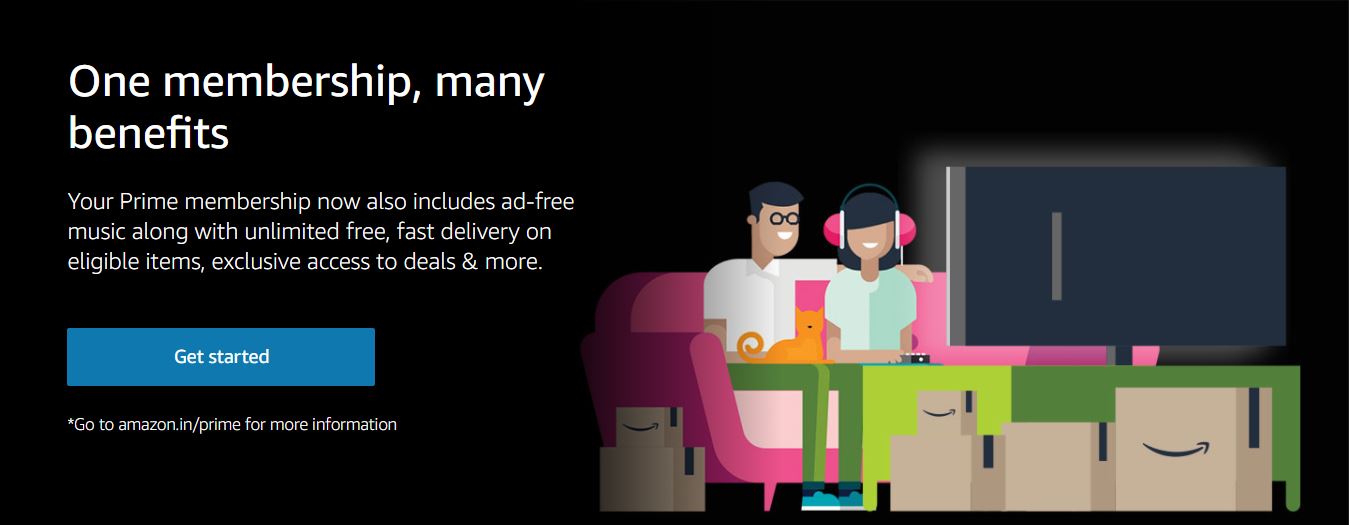 One membership, many
benefits
Your Prime membership now also includes ad-free
music along with unlimited free, fast delivery on
eligible items, exclusive access to deals & more.
Get started
*Go to amazon.in/prime for more information